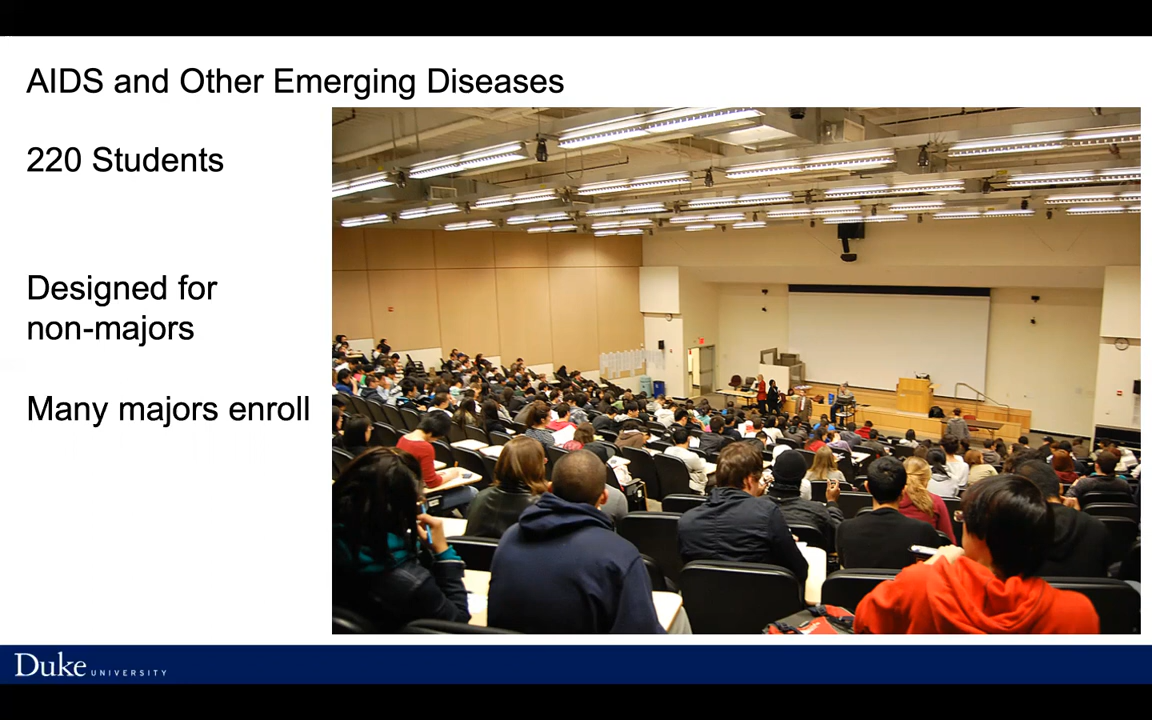 AIDS and Other Emerging Diseases
220 Students
Designed for
non-majors
Many majors enroll
Duke UNIVERSITY